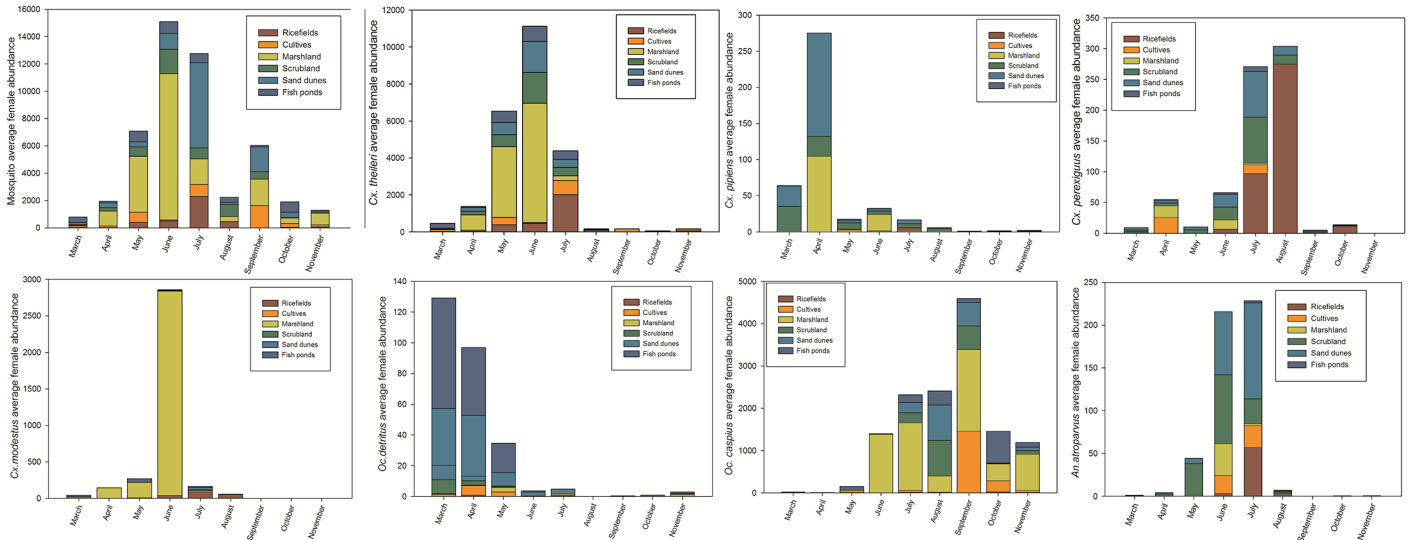 Mosquito average female abundance
16000
14000
12000
10000
8000
6000
4000
2000
0
Ricefields
Cultives
Marshland
Scrubland
Sand dunes
Fish ponds
March
April
May
June
July
August
September
October
November
Cx. theileri average female abundance
12000
10000
8000
6000
4000
2000
0
Ricefields
Cultives
Marshland
Scrubland
Sand dunes
Fish ponds
March
April
May
June
July
August
September
October
November
Cx. pipiens average female abundance
300
250
200
150
100
50
0
Ricefields
Cultives
Marshland
Scrubland
Sand dunes
Fish ponds
March
April
May
June
July
August
September
October
November
Cx. perexiguus average female abundance
350
300
250
200
150
100
50
0
Ricefields
Cultives
Marshland
Scrubland
Sand dunes
Fish ponds
March
April
May
June
July
August
September
October
November
Cx.modestus average female abundance
3000
2500
2000
1500
1000
500
0
Ricefields
Cultives
Marshland
Scrubland
Sand dunes
Fish ponds
March
April
May
June
July
August
September
October
November
Oc.detritus average female abundance
140
120
100
80
60
40
20
0
Ricefields
Cultives
Marshland
Scrubland
Sand dunes
Fish ponds
March
April
May
June
July
August
September
October
November
Oc. caspius average female abundance
5000
4000
3000
2000
1000
0
Ricefields
Cultives
Marshland
Scrubland
Sand dunes
Fish ponds
March
April
May
June
July
August
September
October
November
An.atroparvus average female abundance
250
200
150
100
50
0
Ricefields
Cultives
Marshland
Scrubland
Sand dunes
Fish ponds
March
April
May
June
July
August
September
October
November